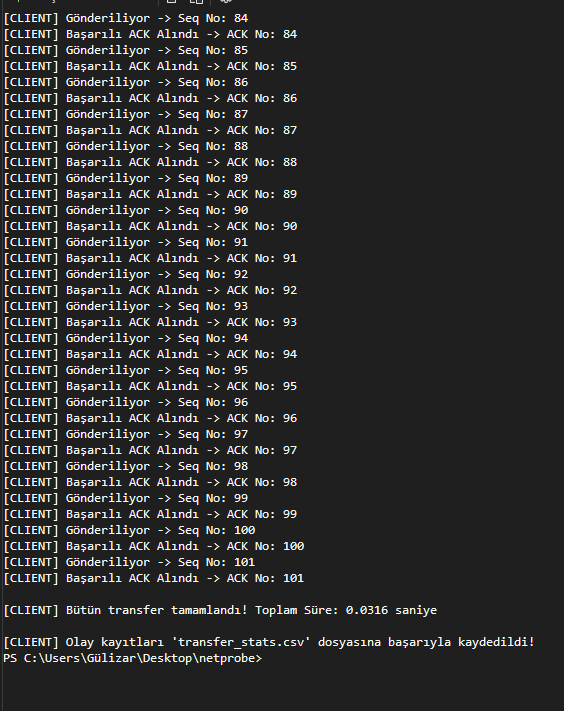 [CLIENT] Gönderiliyor -> Seq No: 84
[CLIENT] Başarılı ACK Alındı -> ACK No: 84
[CLIENT] Gönderiliyor -> Seq No: 85
[CLIENT] Başarılı ACK Alındı -> ACK No: 85
[CLIENT] Gönderiliyor -> Seq No: 86
[CLIENT] Başarılı ACK Alındı -> ACK No: 86
[CLIENT] Gönderiliyor -> Seq No: 87
[CLIENT] Başarılı ACK Alındı -> ACK No: 87
[CLIENT] Gönderiliyor -> Seq No: 88
[CLIENT] Başarılı ACK Alındı -> ACK No: 88
[CLIENT] Gönderiliyor -> Seq No: 89
[CLIENT] Başarılı ACK Alındı -> ACK No: 89
[CLIENT] Gönderiliyor -> Seq No: 90
[CLIENT] Başarılı ACK Alındı -> ACK No: 90
[CLIENT] Gönderiliyor -> Seq No: 91
[CLIENT] Başarılı ACK Alındı -> ACK No: 91
[CLIENT] Gönderiliyor -> Seq No: 92
[CLIENT] Başarılı ACK Alındı -> ACK No: 92
[CLIENT] Gönderiliyor -> Seq No: 93
[CLIENT] Başarılı ACK Alındı -> ACK No: 93
[CLIENT] Gönderiliyor -> Seq No: 94
[CLIENT] Başarılı ACK Alındı -> ACK No: 94
[CLIENT] Gönderiliyor -> Seq No: 95
[CLIENT] Başarılı ACK Alındı -> ACK No: 95
[CLIENT] Gönderiliyor -> Seq No: 96
[CLIENT] Başarılı ACK Alındı -> ACK No: 96
[CLIENT] Gönderiliyor -> Seq No: 97
[CLIENT] Başarılı ACK Alındı -> ACK No: 97
[CLIENT] Gönderiliyor -> Seq No: 98
[CLIENT] Başarılı ACK Alındı -> ACK No: 98
[CLIENT] Gönderiliyor -> Seq No: 99
[CLIENT] Başarılı ACK Alındı -> ACK No: 99
[CLIENT] Gönderiliyor -> Seq No: 100
[CLIENT] Başarılı ACK Alındı -> ACK No: 100
[CLIENT] Gönderiliyor -> Seq No: 101
[CLIENT] Başarılı ACK Alındı -> ACK No: 101
[CLIENT] Bütün transfer tamamlandı! Toplam Süre: 0.0316 saniye
[CLIENT] Olay kayıtları 'transfer_stats.csv' dosyasına başarıyla kaydedildi!
PS C:\Users\Gülizar\Desktop\netprobe>